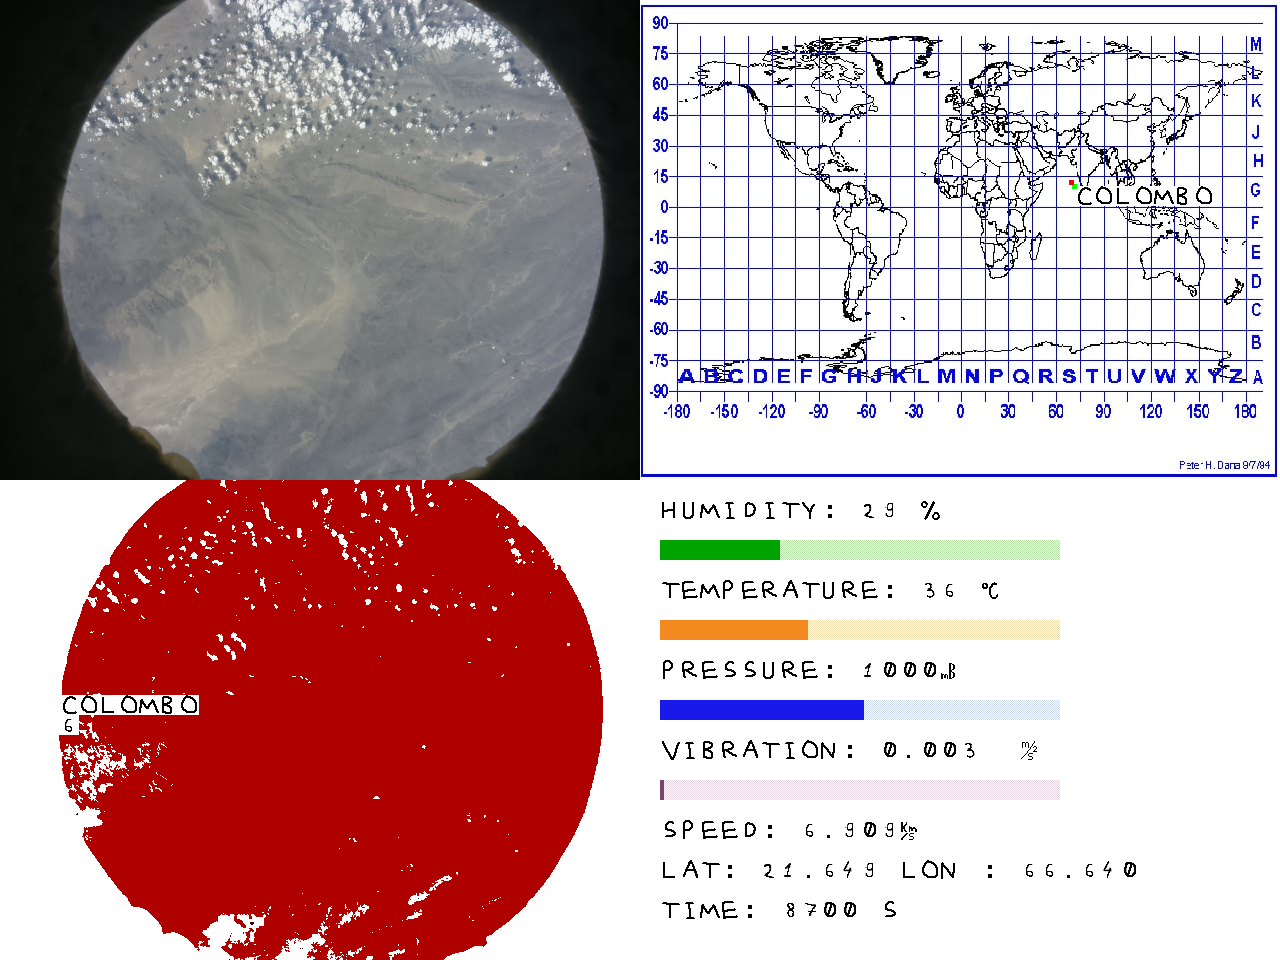 90
75
60
45
30
15
0
-15
-30
-45
-60
-75
-90
M
L
K
J
H
G
F
E
D
C
B
A
COLOMBO
A B C D E F G H J K L M N P Q R S T U V W X Y Z
-180 -150 -120 -90 -60 -30 0 30 60 90 120 150 180
Peter H. Dana 9/7/94
COLOMBO
6
HUMIDITY: 29 %
TEMPERATURE: 36 °C
PRESSURE: 1000mB
VIBRATION: 0.003 m/s²
SPEED: 6.909Km/s
LAT: 21.649 LON : 66.640
TIME: 8700 S